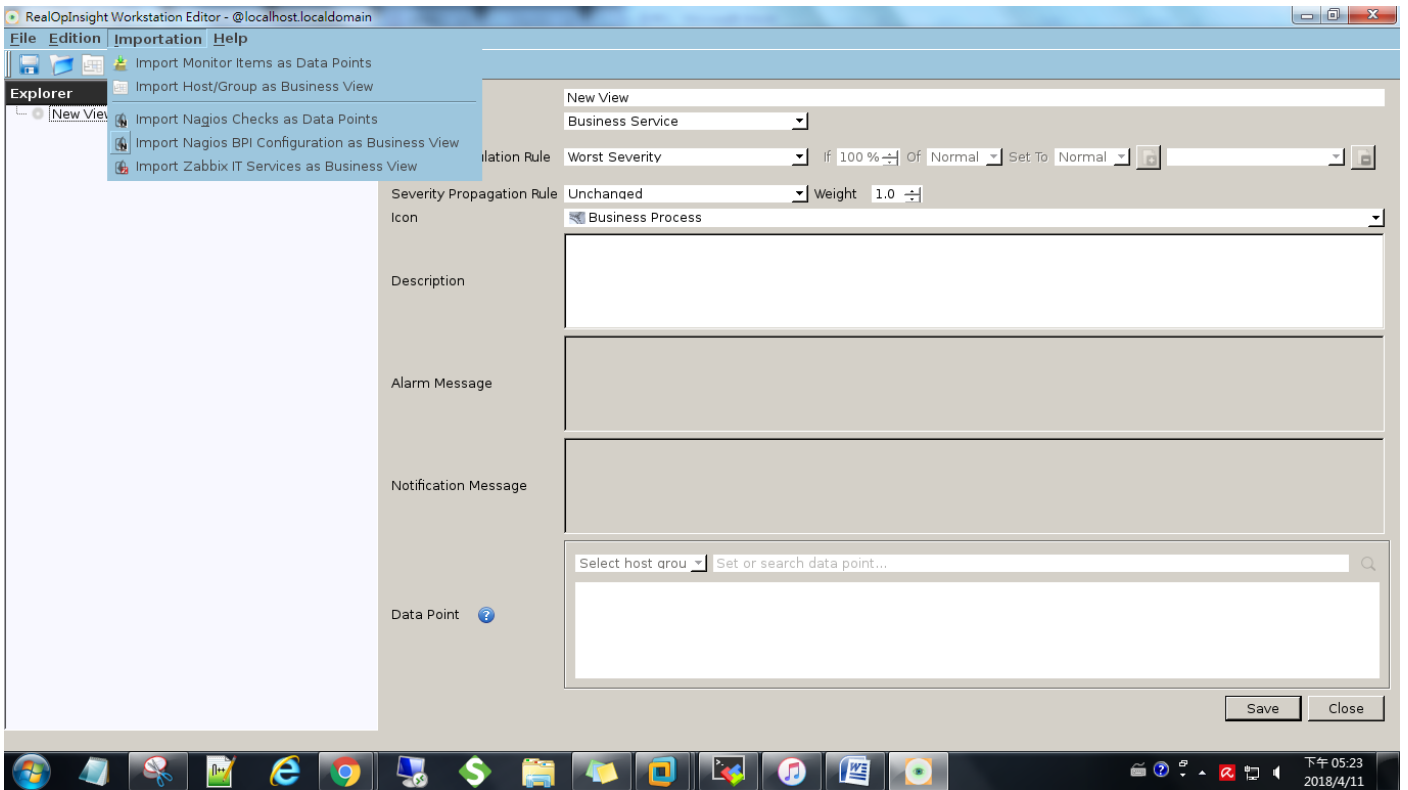 RealOpInsight Workstation Editor - @localhost.localdomain
File Edition Importation Help
Import Monitor Items as Data Points
Import Host/Group as Business View
Import Nagios Checks as Data Points
Import Nagios BPI Configuration as Business View
Import Zabbix IT Services as Business View
Explorer
New View
New View
Business Service
lation Rule Worst Severity If 100 % Of Normal Set To Normal
Severity Propagation Rule Unchanged Weight 1.0
Icon Business Process
Description
Alarm Message
Notification Message
Select host grou Set or search data point...
Data Point
Save Close
下午 05:23
2018/4/11